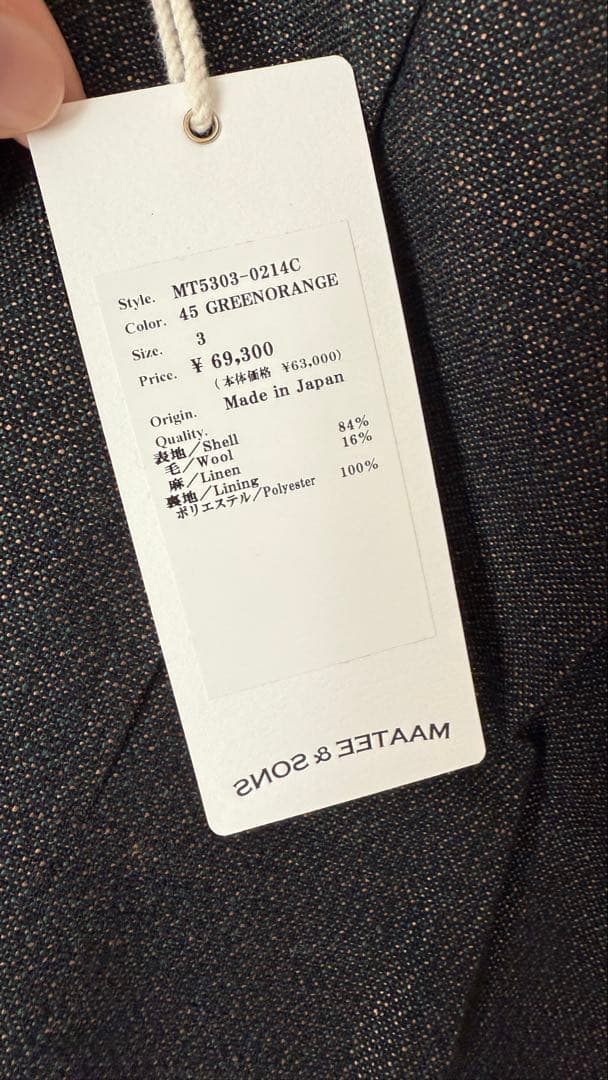 Style. MT5303-0214C
Color. 45 GREENORANGE
Size. 3
Price. ¥ 69,300
(本体価格 ¥63,000)
Origin. Made in Japan
Quality.
表地/Shell
毛/Wool 84%
麻/Linen 16%
裏地/Lining
ポリエステル/Polyester 100%
MAATEE & SONS